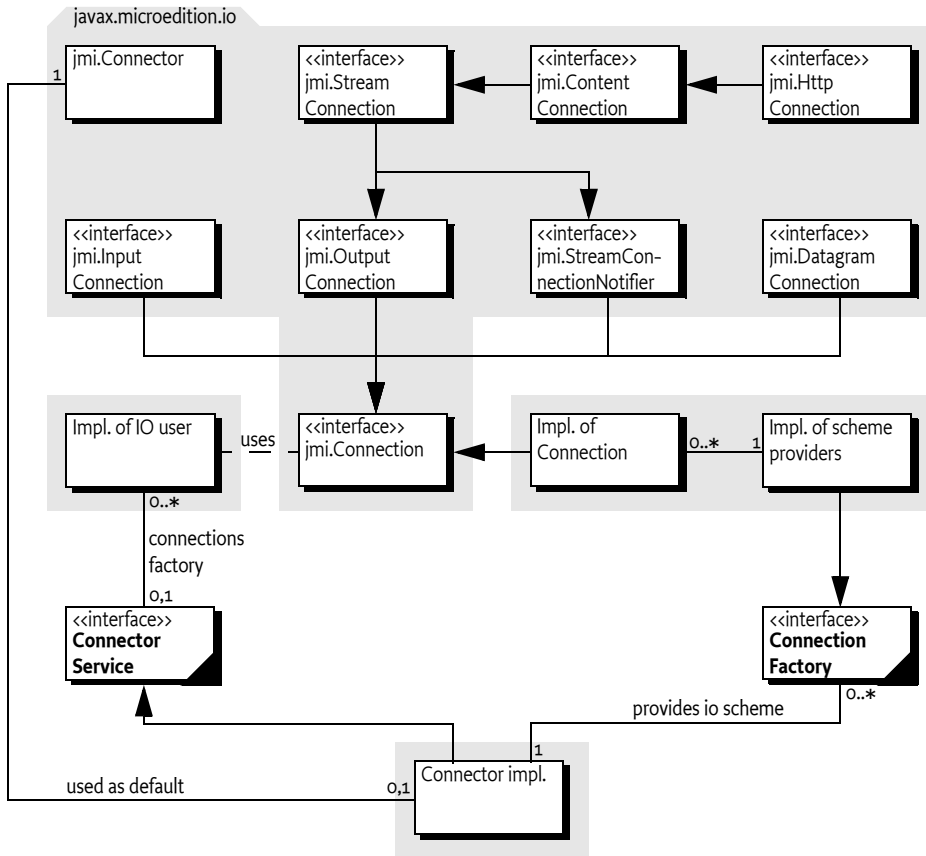 javax.microedition.io
jmi.Connector
1
<<interface>>
jmi.Stream
Connection
<<interface>>
jmi.Content
Connection
<<interface>>
jmi.Http
Connection
<<interface>>
jmi.Input
Connection
<<interface>>
jmi.Output
Connection
<<interface>>
jmi.StreamCon-
nectionNotifier
<<interface>>
jmi.Datagram
Connection
Impl. of IO user
uses
<<interface>>
jmi.Connection
Impl. of
Connection
0..*
1
Impl. of scheme
providers
0..*
connections
factory
0,1
<<interface>>
Connector
Service
<<interface>>
Connection
Factory
0..*
provides io scheme
1
Connector impl.
used as default
0,1